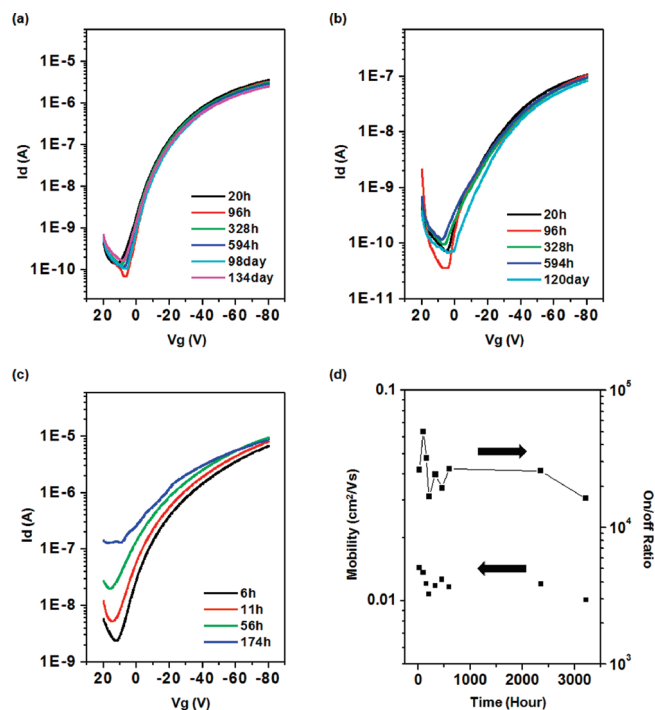 (a)
Id (A)
1E-5
1E-6
1E-7
1E-8
1E-9
1E-10
20h
96h
328h
594h
98day
134day
20 0 -20 -40 -60 -80
Vg (V)
(b)
Id (A)
1E-7
1E-8
1E-9
1E-10
1E-11
20h
96h
328h
594h
120day
20 0 -20 -40 -60 -80
Vg (V)
(c)
Id (A)
1E-4
1E-5
1E-6
1E-7
1E-8
1E-9
6h
11h
56h
174h
20 0 -20 -40 -60 -80
Vg (V)
(d)
Mobility (cm²/Vs)
0.1
0.01
On/off Ratio
10⁵
10⁴
10³
0 1000 2000 3000
Time (Hour)